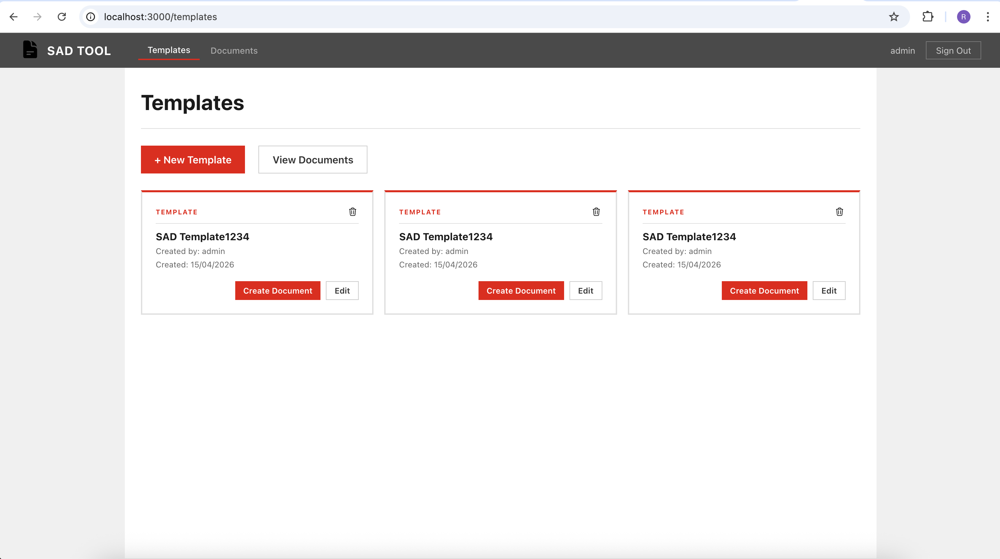 localhost:3000/templates
R
SAD TOOL
Templates
Documents
admin
Sign Out
Templates
+ New Template
View Documents
TEMPLATE
SAD Template1234
Created by: admin
Created: 15/04/2026
Create Document
Edit
TEMPLATE
SAD Template1234
Created by: admin
Created: 15/04/2026
Create Document
Edit
TEMPLATE
SAD Template1234
Created by: admin
Created: 15/04/2026
Create Document
Edit